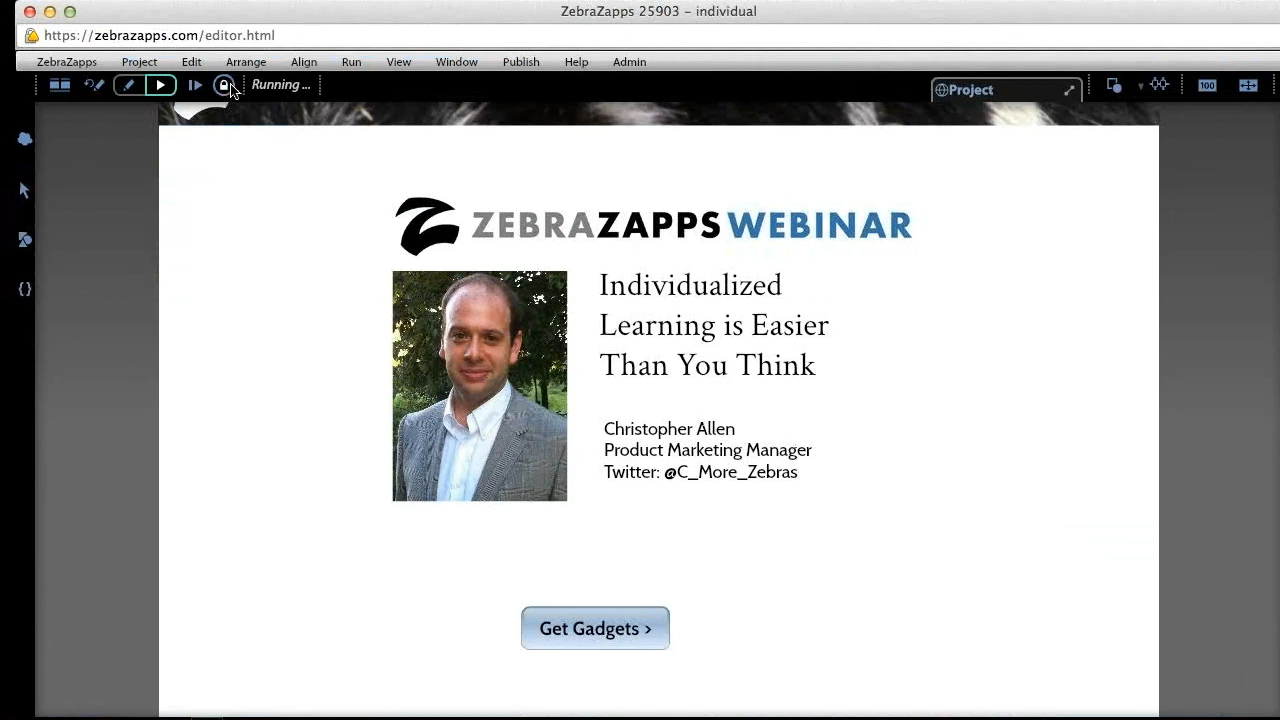 ZebraZapps 25903 - individual
https://zebrazapps.com/editor.html
ZebraZapps Project Edit Arrange Align Run View Window Publish Help Admin
Running ... Project 100
ZEBRAZAPPS WEBINAR
Individualized
Learning is Easier
Than You Think
Christopher Allen
Product Marketing Manager
Twitter: @C_More_Zebras
Get Gadgets >